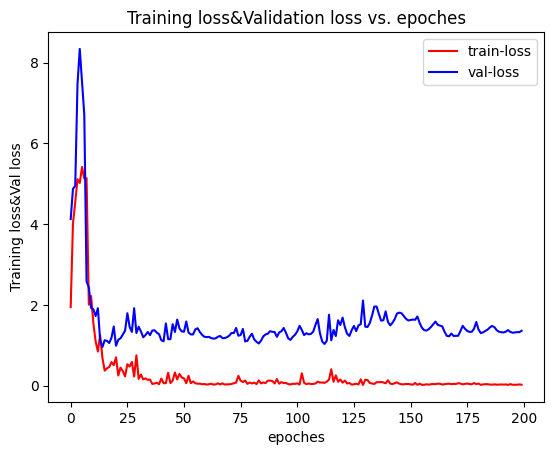 Training loss&Validation loss vs. epoches
train-loss
val-loss
Training loss&Val loss
8
6
4
2
0
0 25 50 75 100 125 150 175 200
epoches